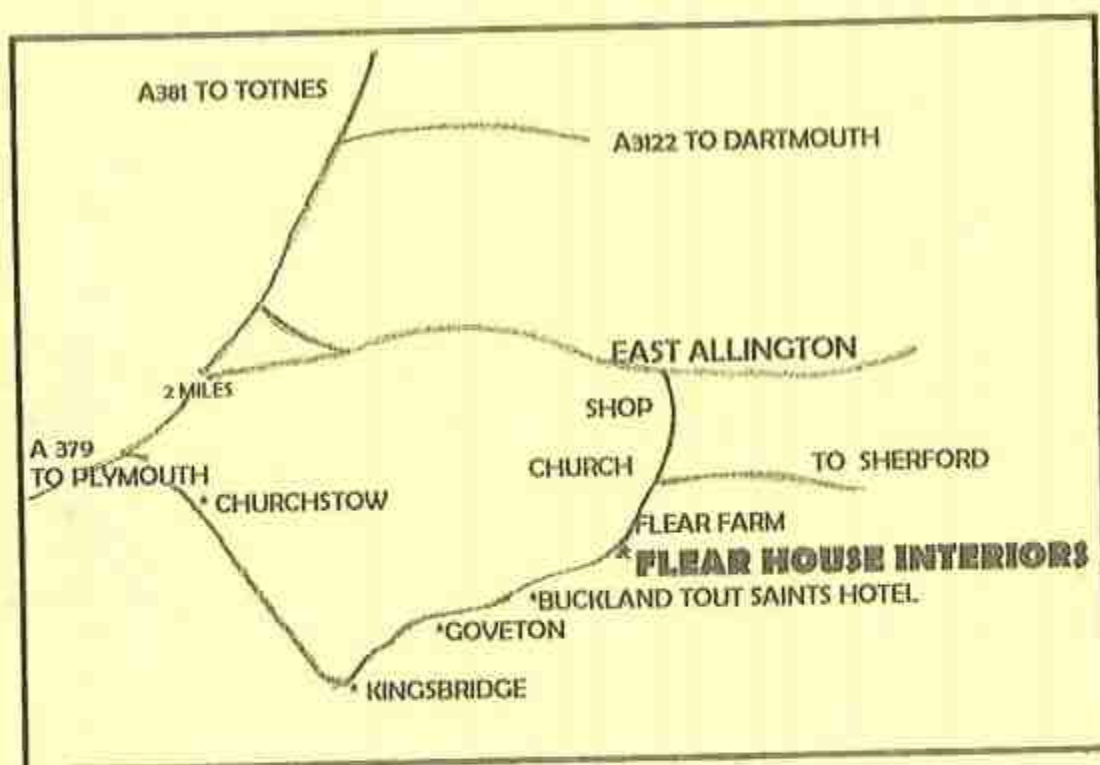 A381 TO TOTNES
A3122 TO DARTMOUTH
EAST ALLINGTON
2 MILES
SHOP
A 379
TO PLYMOUTH
CHURCH
TO SHERFORD
* CHURCHSTOW
FLEAR FARM
*FLEAR HOUSE INTERIORS
*BUCKLAND TOUT SAINTS HOTEL
*GOVETON
* KINGSBRIDGE